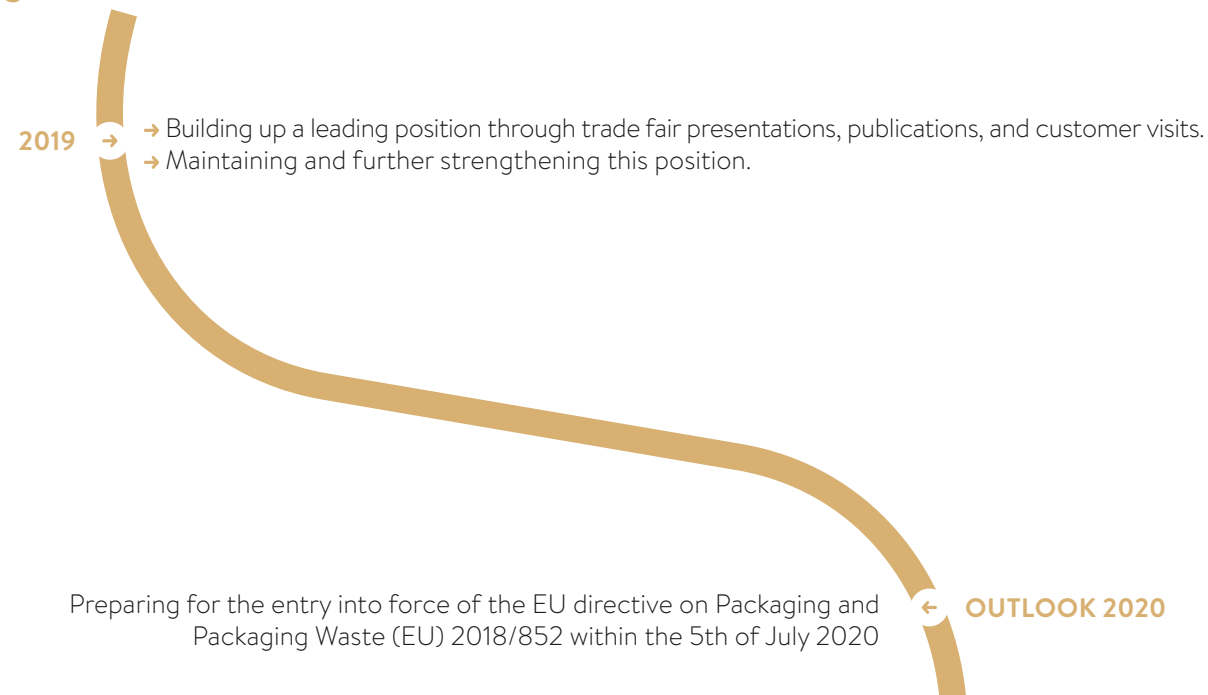 2019
→ Building up a leading position through trade fair presentations, publications, and customer visits.
→ Maintaining and further strengthening this position.
Preparing for the entry into force of the EU directive on Packaging and
Packaging Waste (EU) 2018/852 within the 5th of July 2020
OUTLOOK 2020